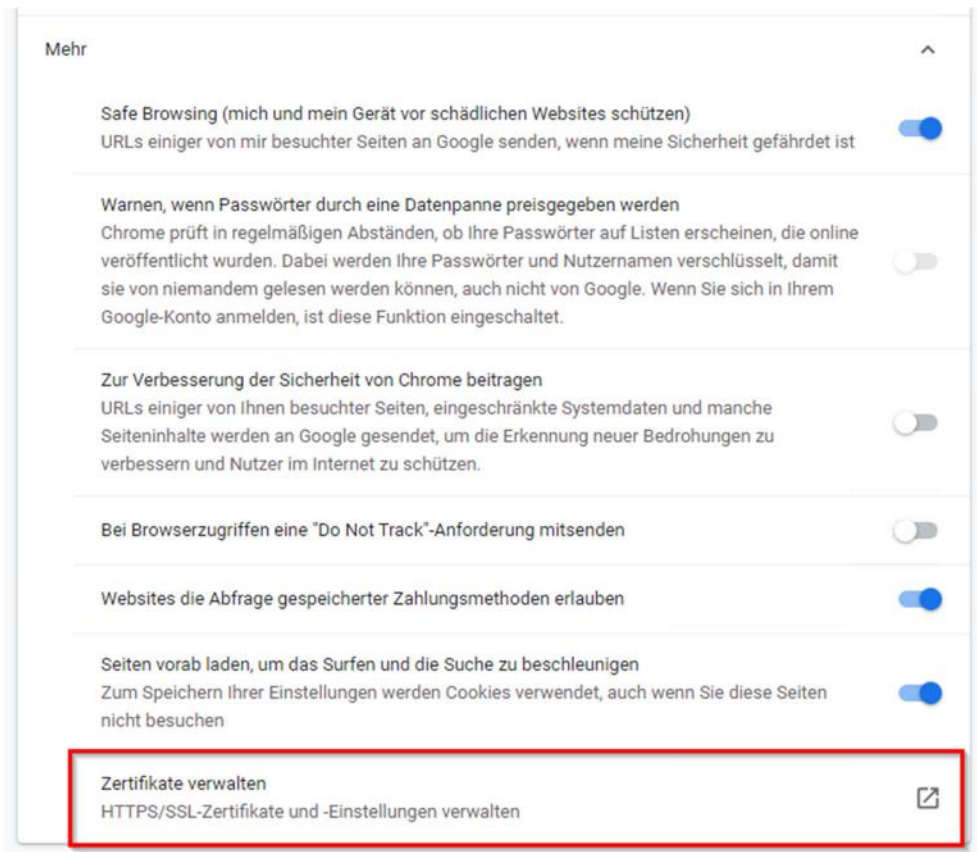 Mehr
Safe Browsing (mich und mein Gerät vor schädlichen Websites schützen)
URLs einiger von mir besuchter Seiten an Google senden, wenn meine Sicherheit gefährdet ist
Warnen, wenn Passwörter durch eine Datenpanne preisgegeben werden
Chrome prüft in regelmäßigen Abständen, ob Ihre Passwörter auf Listen erscheinen, die online
veröffentlicht wurden. Dabei werden Ihre Passwörter und Nutzernamen verschlüsselt, damit
sie von niemandem gelesen werden können, auch nicht von Google. Wenn Sie sich in Ihrem
Google-Konto anmelden, ist diese Funktion eingeschaltet.
Zur Verbesserung der Sicherheit von Chrome beitragen
URLs einiger von Ihnen besuchter Seiten, eingeschränkte Systemdaten und manche
Seiteninhalte werden an Google gesendet, um die Erkennung neuer Bedrohungen zu
verbessern und Nutzer im Internet zu schützen.
Bei Browserzugriffen eine "Do Not Track"-Anforderung mitsenden
Websites die Abfrage gespeicherter Zahlungsmethoden erlauben
Seiten vorab laden, um das Surfen und die Suche zu beschleunigen
Zum Speichern Ihrer Einstellungen werden Cookies verwendet, auch wenn Sie diese Seiten
nicht besuchen
Zertifikate verwalten
HTTPS/SSL-Zertifikate und -Einstellungen verwalten